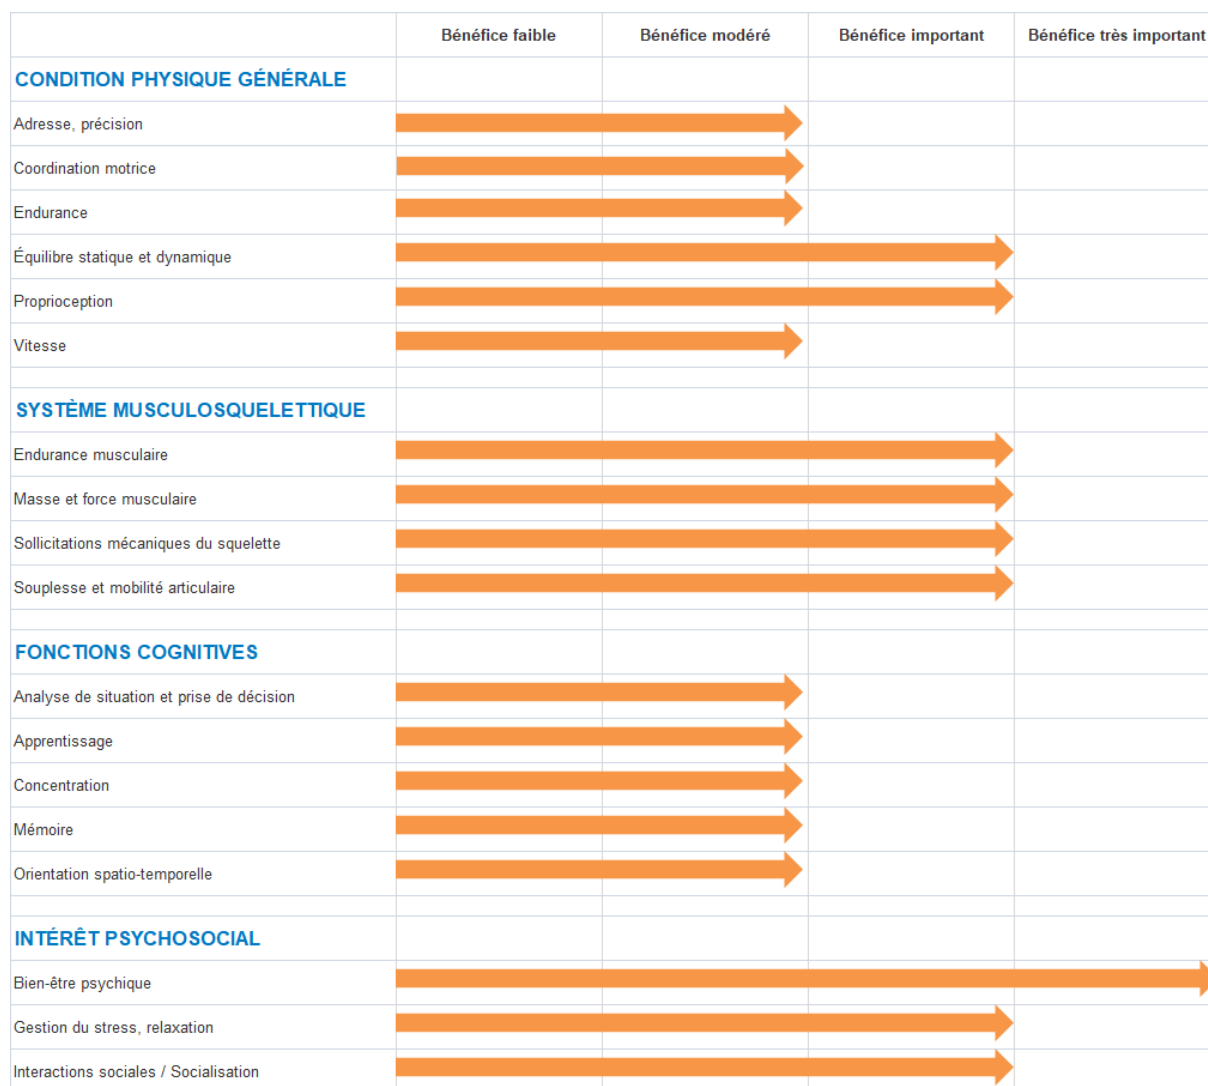 Bénéfice faible Bénéfice modéré Bénéfice important Bénéfice très important
CONDITION PHYSIQUE GÉNÉRALE
Adresse, précision
Coordination motrice
Endurance
Équilibre statique et dynamique
Proprioception
Vitesse
SYSTÈME MUSCULOSQUELETTIQUE
Endurance musculaire
Masse et force musculaire
Sollicitations mécaniques du squelette
Souplesse et mobilité articulaire
FONCTIONS COGNITIVES
Analyse de situation et prise de décision
Apprentissage
Concentration
Mémoire
Orientation spatio-temporelle
INTÉRÊT PSYCHOSOCIAL
Bien-être psychique
Gestion du stress, relaxation
Interactions sociales / Socialisation